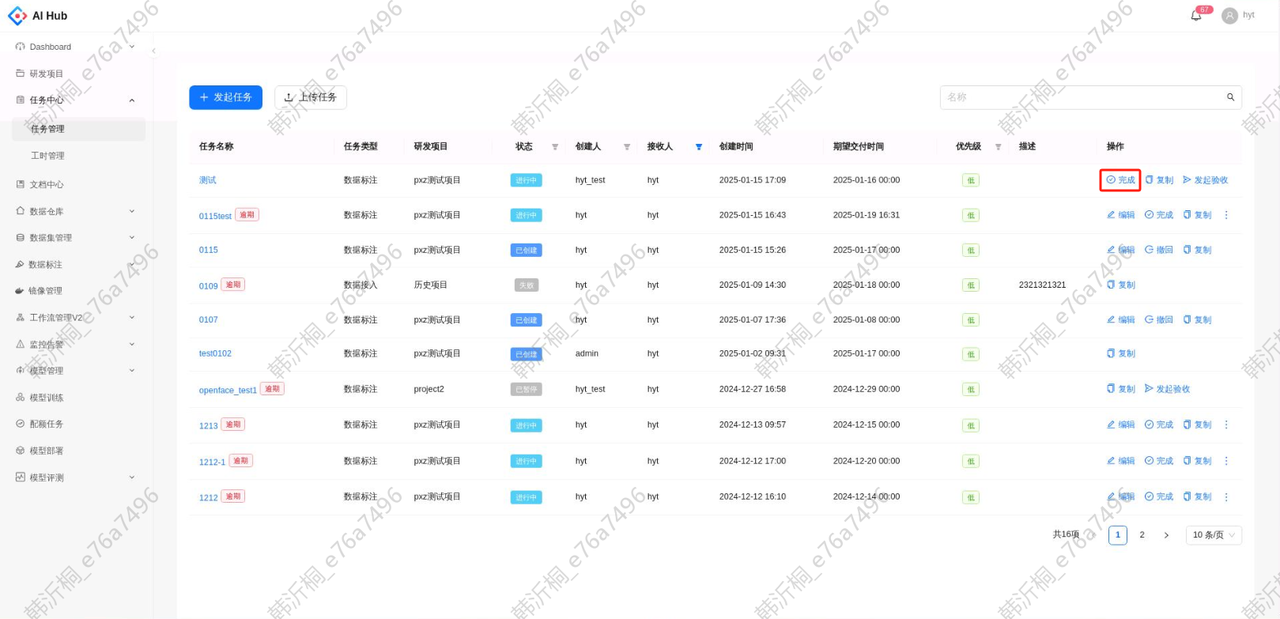 AI Hub
67
hyt
Dashboard
研发项目
任务中心
任务管理
工时管理
文档中心
数据仓库
数据集管理
数据标注
镜像管理
工作流管理V2
监控告警
模型管理
模型训练
配额任务
模型部署
模型评测
发起任务 上传任务 名称
任务名称 任务类型 研发项目 状态 创建人 接收人 创建时间 期望交付时间 优先级 描述 操作
测试 数据标注 pxz测试项目 进行中 hyt_test hyt 2025-01-15 17:09 2025-01-16 00:00 低 完成 复制 发起验收
0115test 逾期 数据标注 pxz测试项目 进行中 hyt hyt 2025-01-15 16:43 2025-01-19 16:31 低 编辑 完成 复制
0115 数据标注 pxz测试项目 已创建 hyt hyt 2025-01-15 15:26 2025-01-17 00:00 低 编辑 撤回 复制
0109 逾期 数据接入 历史项目 失败 hyt hyt 2025-01-09 14:30 2025-01-18 00:00 低 2321321321 复制
0107 数据标注 pxz测试项目 已创建 hyt hyt 2025-01-07 17:36 2025-01-08 00:00 低 编辑 撤回 复制
test0102 数据标注 pxz测试项目 已创建 admin hyt 2025-01-02 09:31 2025-01-17 00:00 低 复制
openface_test1 逾期 数据标注 project2 已暂停 hyt_test hyt 2024-12-27 16:58 2024-12-29 00:00 低 复制 发起验收
1213 逾期 数据标注 pxz测试项目 进行中 hyt hyt 2024-12-13 09:57 2024-12-15 00:00 低 编辑 完成 复制
1212-1 逾期 数据标注 pxz测试项目 进行中 hyt hyt 2024-12-12 17:00 2024-12-20 00:00 低 编辑 完成 复制
1212 逾期 数据标注 pxz测试项目 进行中 hyt hyt 2024-12-12 16:10 2024-12-14 00:00 低 编辑 完成 复制
共16项 1 2 10 条/页
韩沂桐_e76a7496